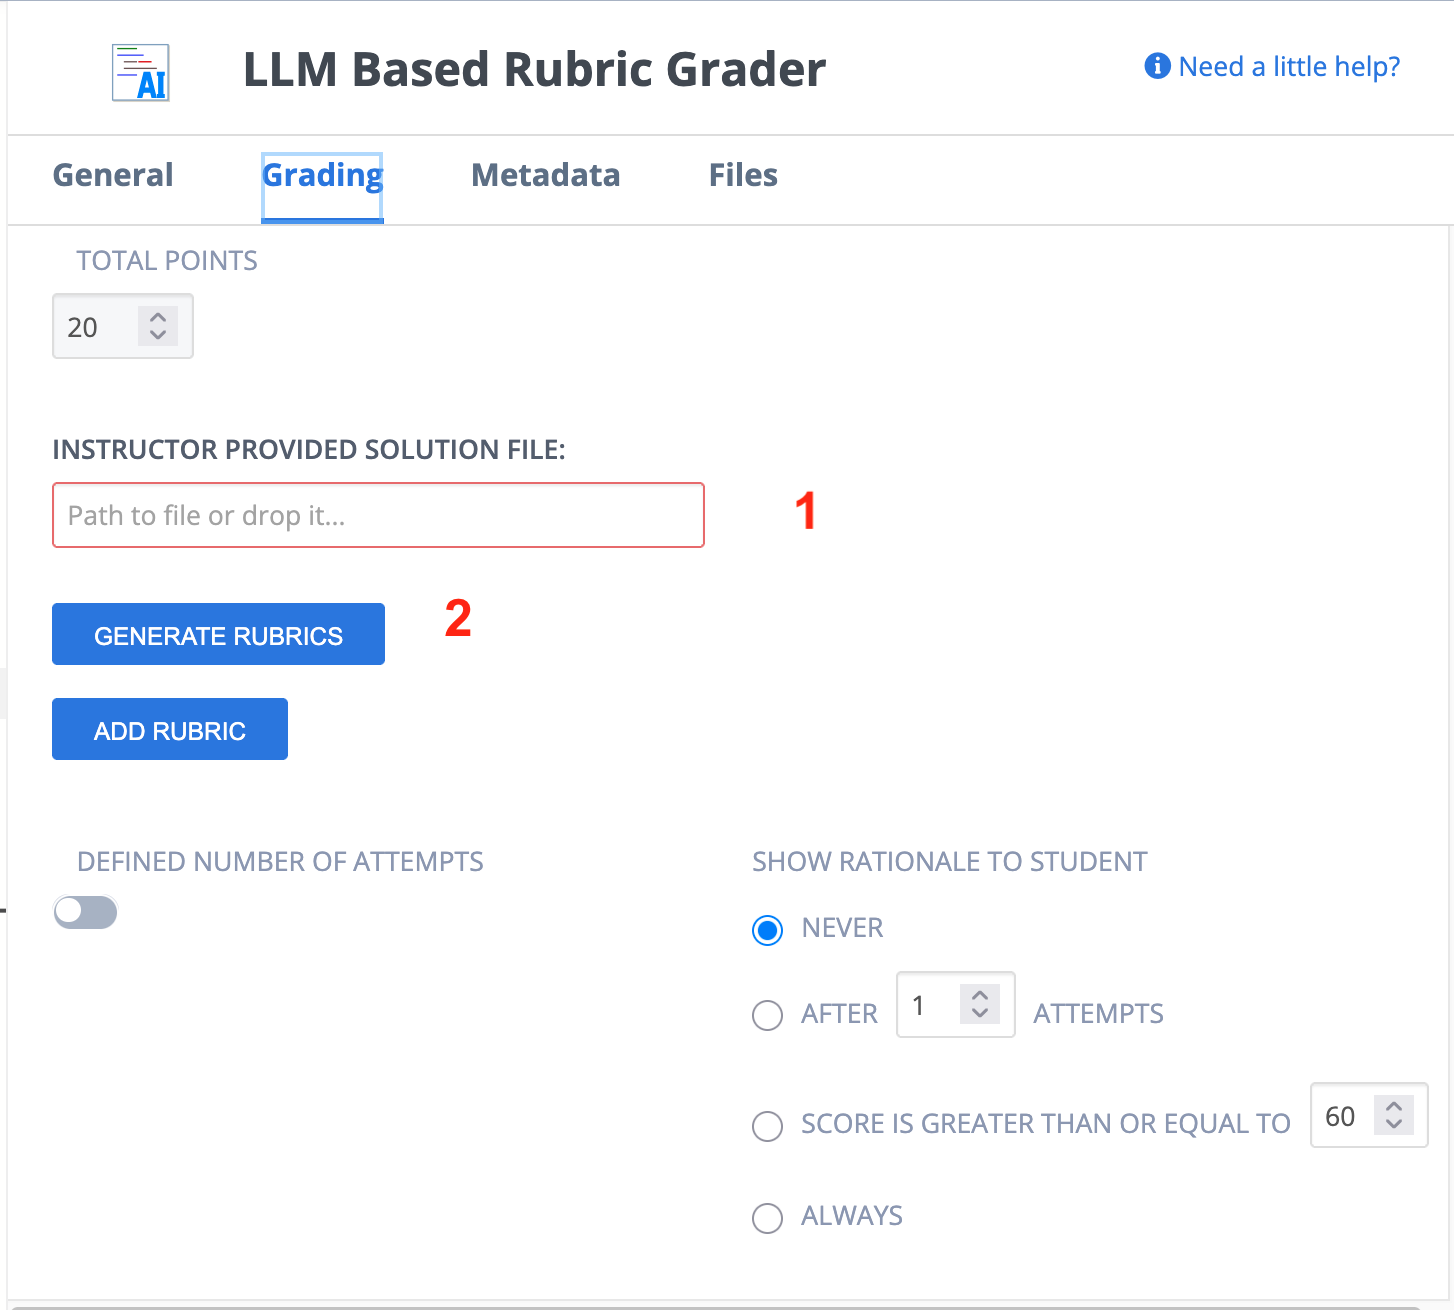 AI
LLM Based Rubric Grader
Need a little help?
General Grading Metadata Files
TOTAL POINTS
20
INSTRUCTOR PROVIDED SOLUTION FILE:
Path to file or drop it...
1
GENERATE RUBRICS
2
ADD RUBRIC
DEFINED NUMBER OF ATTEMPTS
SHOW RATIONALE TO STUDENT
NEVER
AFTER 1 ATTEMPTS
SCORE IS GREATER THAN OR EQUAL TO 60
ALWAYS